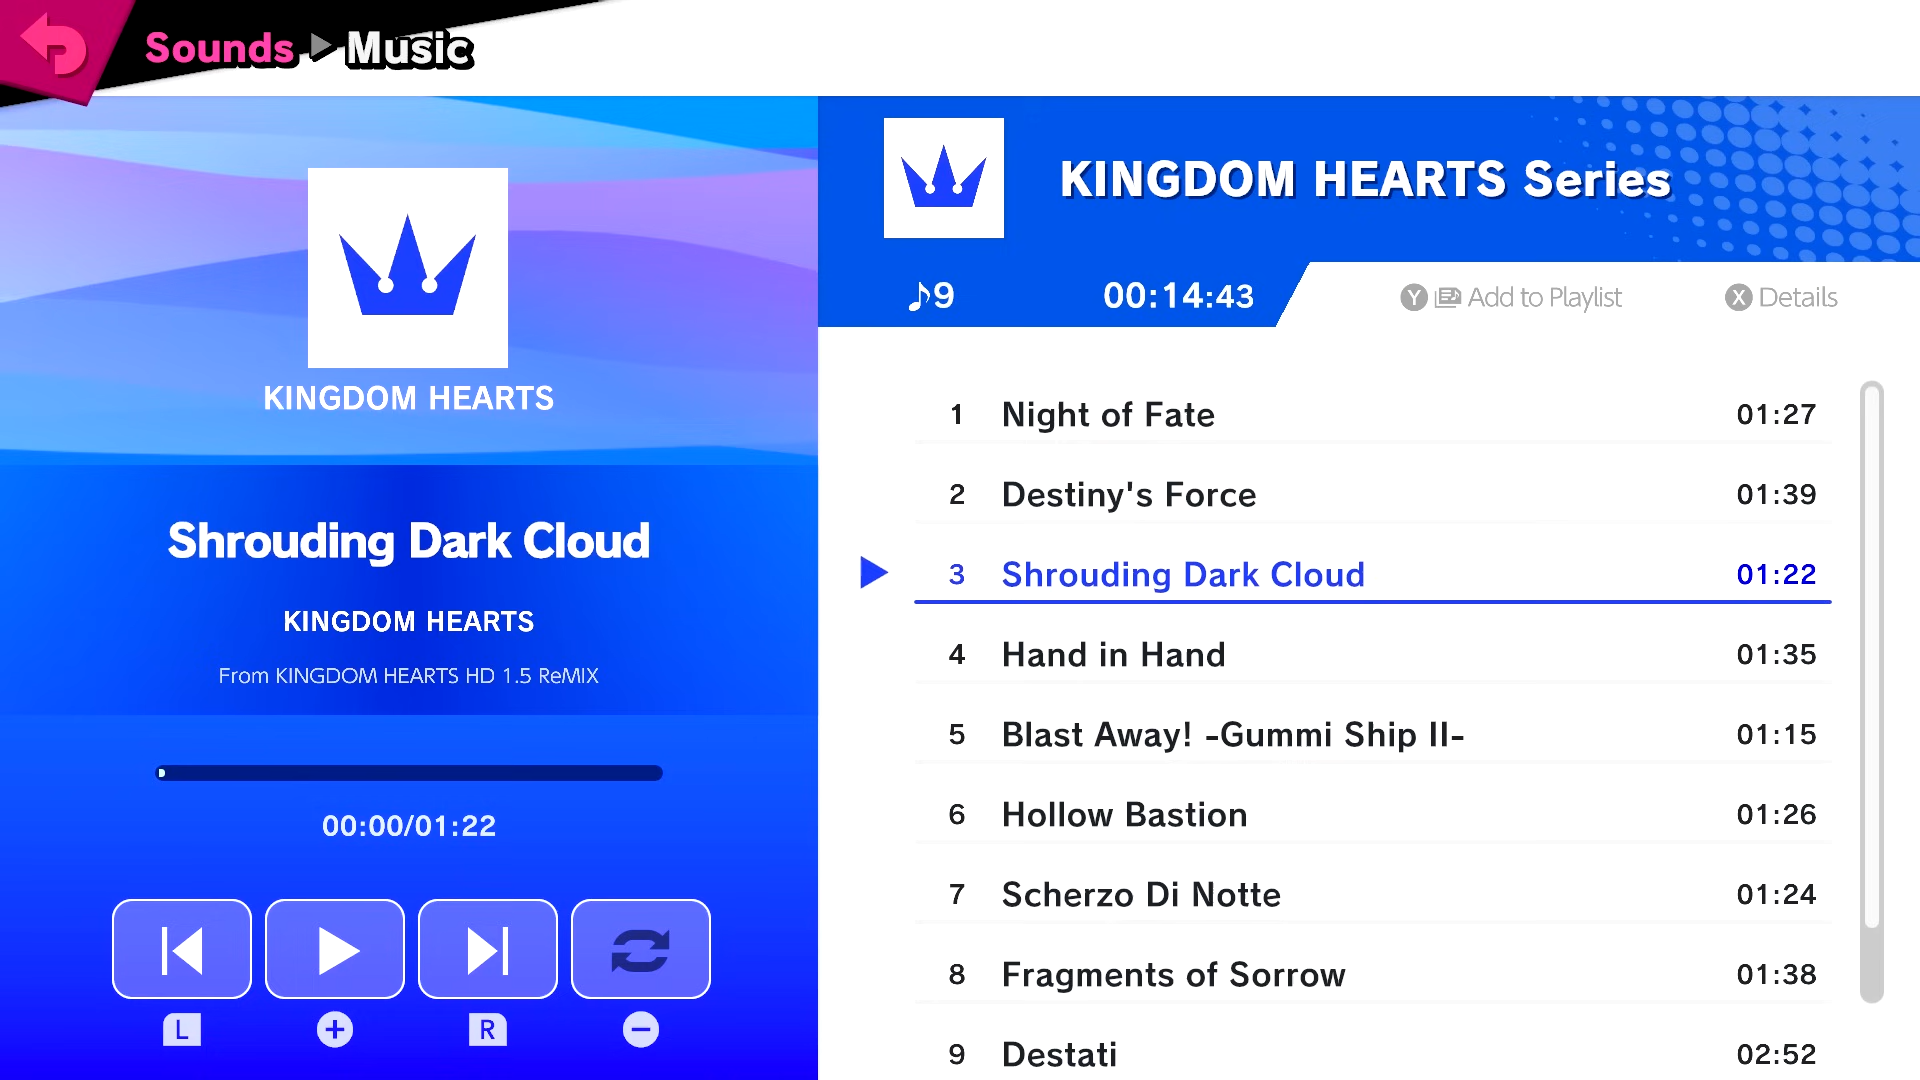 Sounds ▶ Music
KINGDOM HEARTS
Shrouding Dark Cloud
KINGDOM HEARTS
From KINGDOM HEARTS HD 1.5 ReMIX
00:00/01:22
L + R −
KINGDOM HEARTS Series
♪9 00:14:43
Y Add to Playlist X Details
1 Night of Fate 01:27
2 Destiny's Force 01:39
3 Shrouding Dark Cloud 01:22
4 Hand in Hand 01:35
5 Blast Away! -Gummi Ship II- 01:15
6 Hollow Bastion 01:26
7 Scherzo Di Notte 01:24
8 Fragments of Sorrow 01:38
9 Destati 02:52